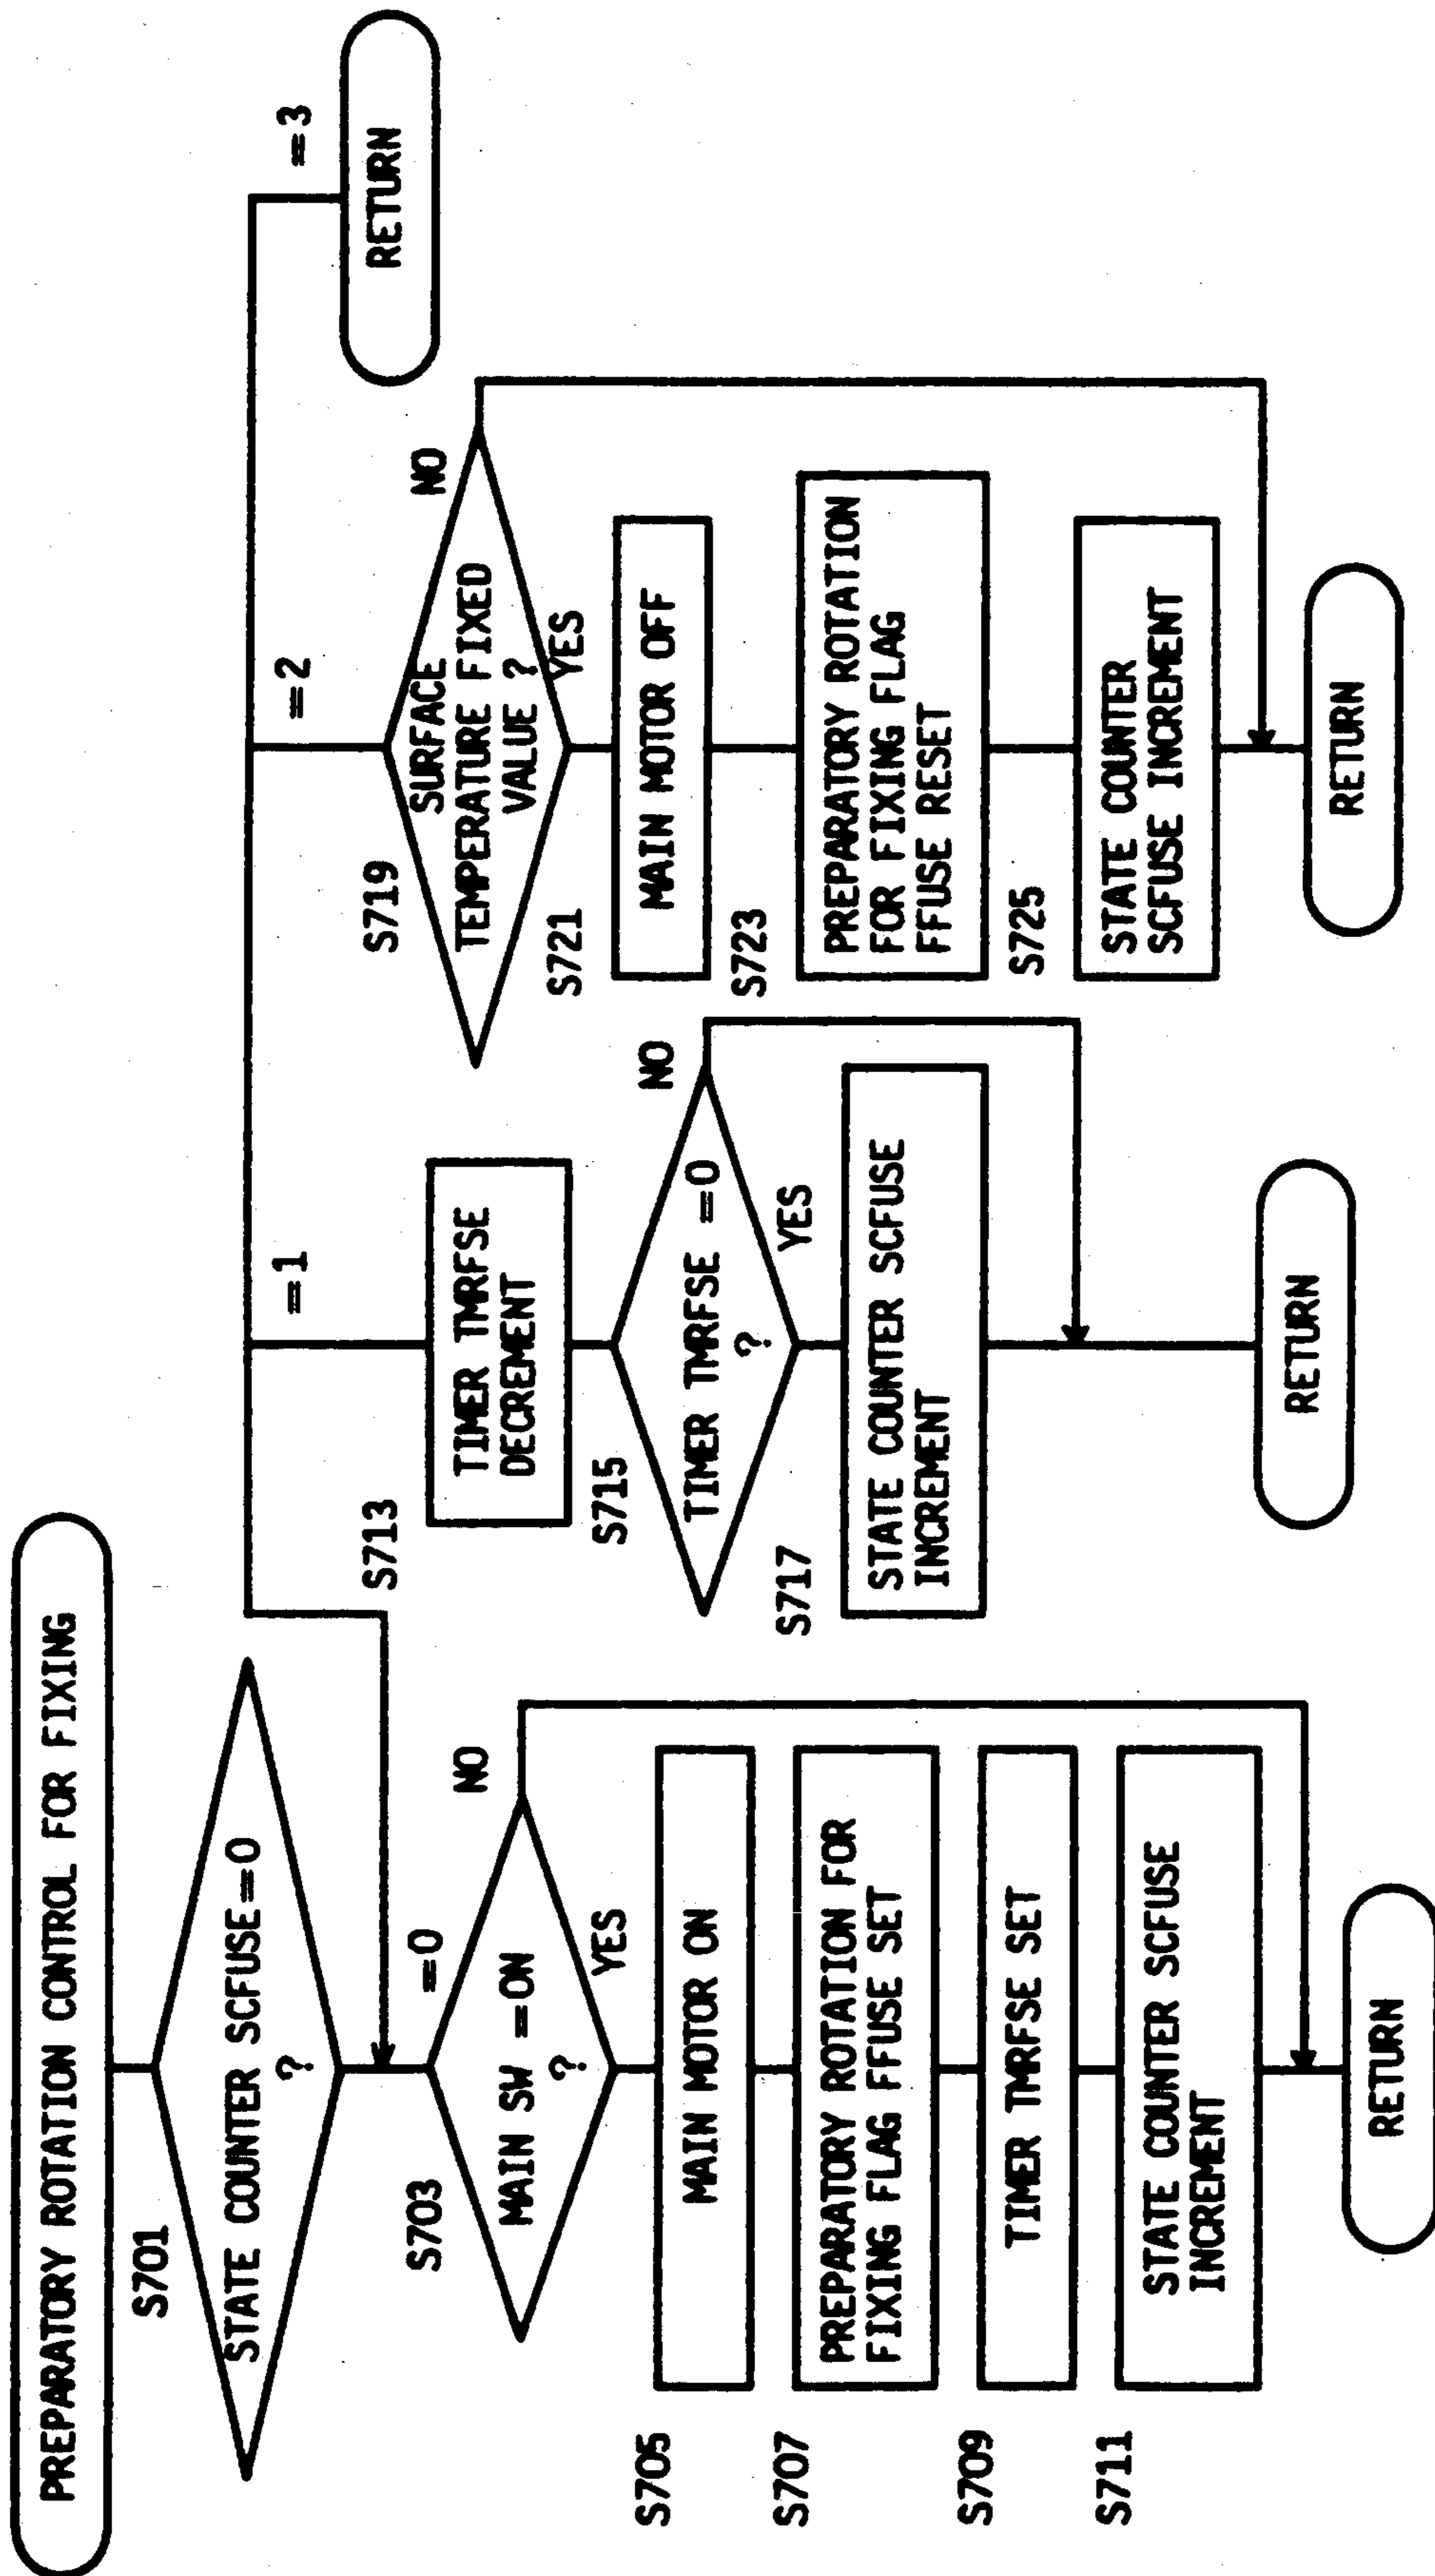 PREPARATORY ROTATION CONTROL FOR FIXING
S701
STATE COUNTER SCFUSE=0
?
=0
=1
=2
=3
S703
MAIN SW =ON
?
NO
YES
S705
MAIN MOTOR ON
S707
PREPARATORY ROTATION FOR
FIXING FLAG FFUSE SET
S709
TIMER TMRFSE SET
S711
STATE COUNTER SCFUSE
INCREMENT
RETURN
S713
TIMER TMRFSE
DECREMENT
S715
TIMER TMRFSE =0
?
NO
YES
S717
STATE COUNTER SCFUSE
INCREMENT
RETURN
S719
SURFACE
TEMPERATURE FIXED
VALUE ?
NO
YES
S721
MAIN MOTOR OFF
S723
PREPARATORY ROTATION
FOR FIXING FLAG
FFUSE RESET
S725
STATE COUNTER
SCFUSE INCREMENT
RETURN
RETURN